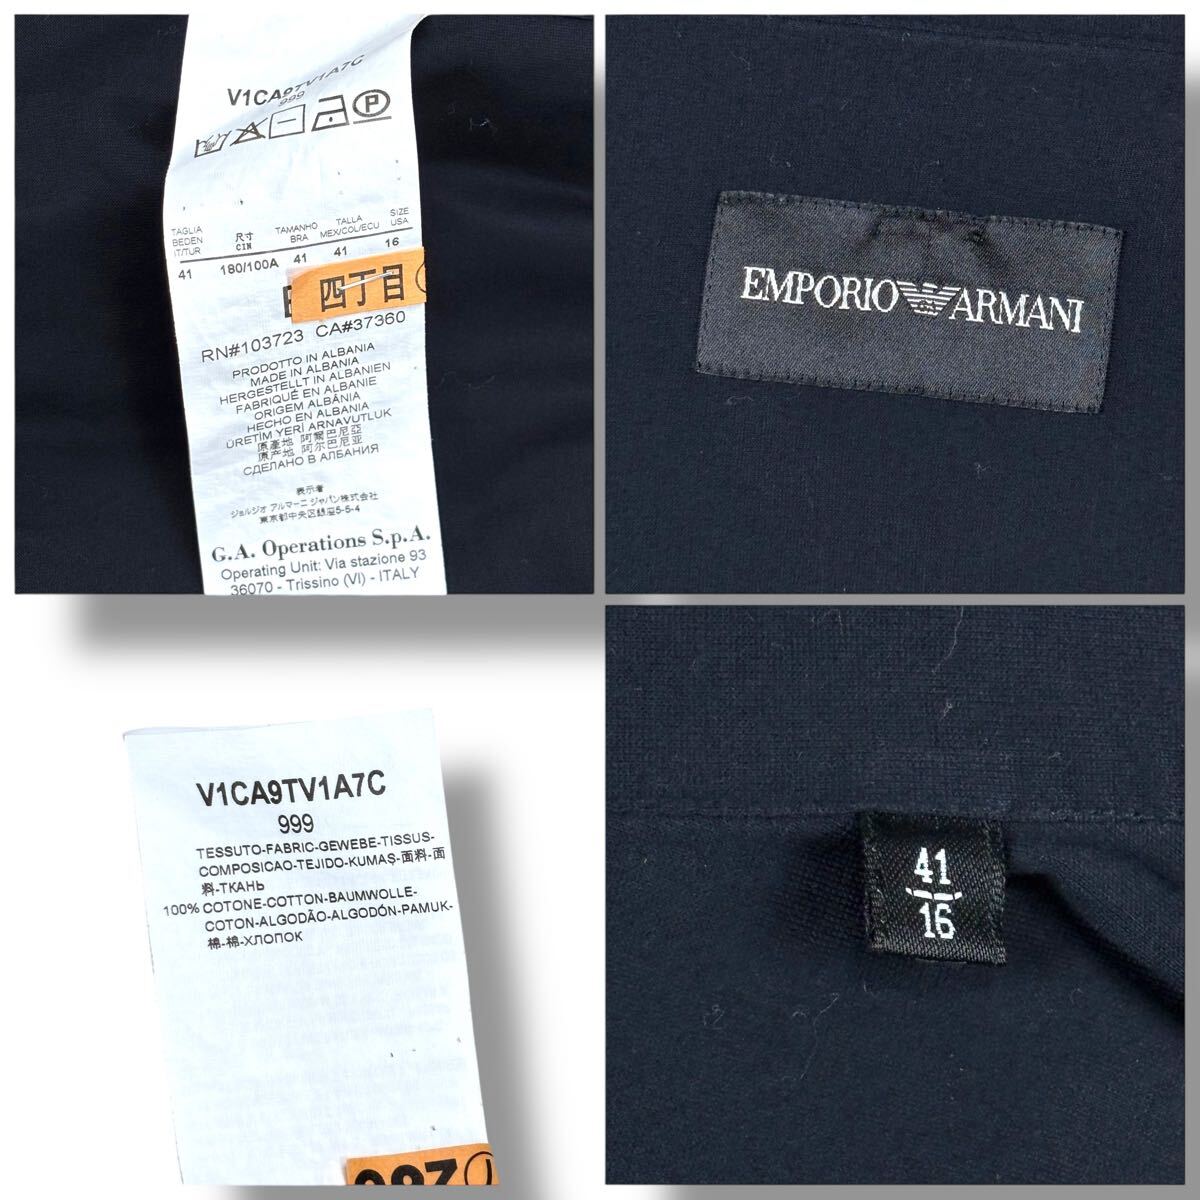 V1CA9TV1A7C
999
TAGLIA BEDEN IT/TUR
尺寸 CIN
TAMANHO BRA
TALLA MEX/COL/ECU
SIZE USA
41 180/100A 41 41 16
四丁目
RN#103723 CA#37360
PRODOTTO IN ALBANIA
MADE IN ALBANIA
HERGESTELLT IN ALBANIEN
FABRIQUÉ EN ALBANIE
ORIGEM ALBÂNIA
HECHO EN ALBANIA
ÜRETİM YERİ ARNAVUTLUK
原產地 阿爾巴尼亞
原产地 阿尔巴尼亚
СДЕЛАНО В АЛБАНИЯ
表示者
ジョルジオ アルマーニ ジャパン株式会社
東京都中央区銀座5-5-4
G.A. Operations S.p.A.
Operating Unit: Via stazione 93
36070 - Trissino (VI) - ITALY
EMPORIO ARMANI
V1CA9TV1A7C
999
TESSUTO-FABRIC-GEWEBE-TISSUS-
COMPOSICAO-TEJIDO-KUMAŞ-面料-面
料-ТКАНЬ
100% COTONE-COTTON-BAUMWOLLE-
COTON-ALGODÃO-ALGODÓN-PAMUK-
棉-棉-ХЛОПОК
41
16